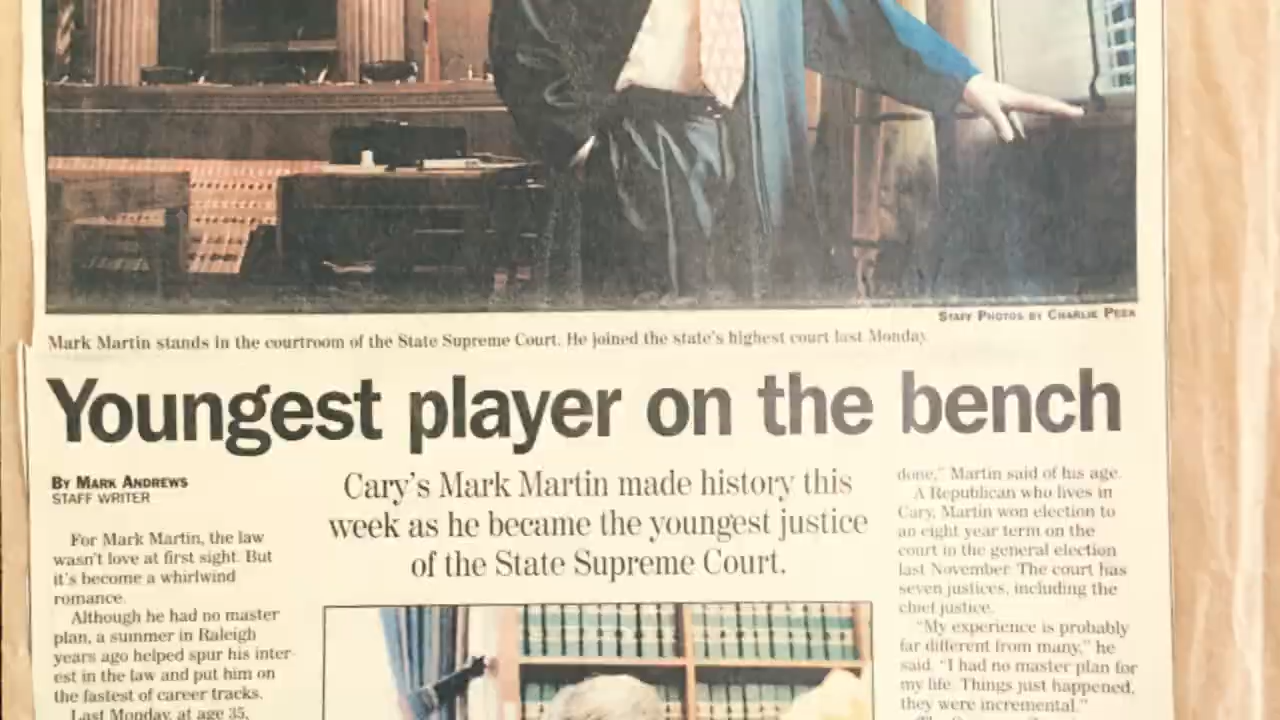 STAFF PHOTOS BY CHARLIE PEEK
Mark Martin stands in the courtroom of the State Supreme Court. He joined the state's highest court last Monday.
Youngest player on the bench
BY MARK ANDREWS
STAFF WRITER
For Mark Martin, the law
wasn't love at first sight. But
it's become a whirlwind
romance.
Although he had no master
plan, a summer in Raleigh
years ago helped spur his inter-
est in the law and put him on
the fastest of career tracks.
Last Monday, at age 35,
Cary's Mark Martin made history this
week as he became the youngest justice
of the State Supreme Court.
done," Martin said of his age.
A Republican who lives in
Cary, Martin won election to
an eight year term on the
court in the general election
last November. The court has
seven justices, including the
chief justice.
"My experience is probably
far different from many," he
said. "I had no master plan for
my life. Things just happened,
they were incremental."